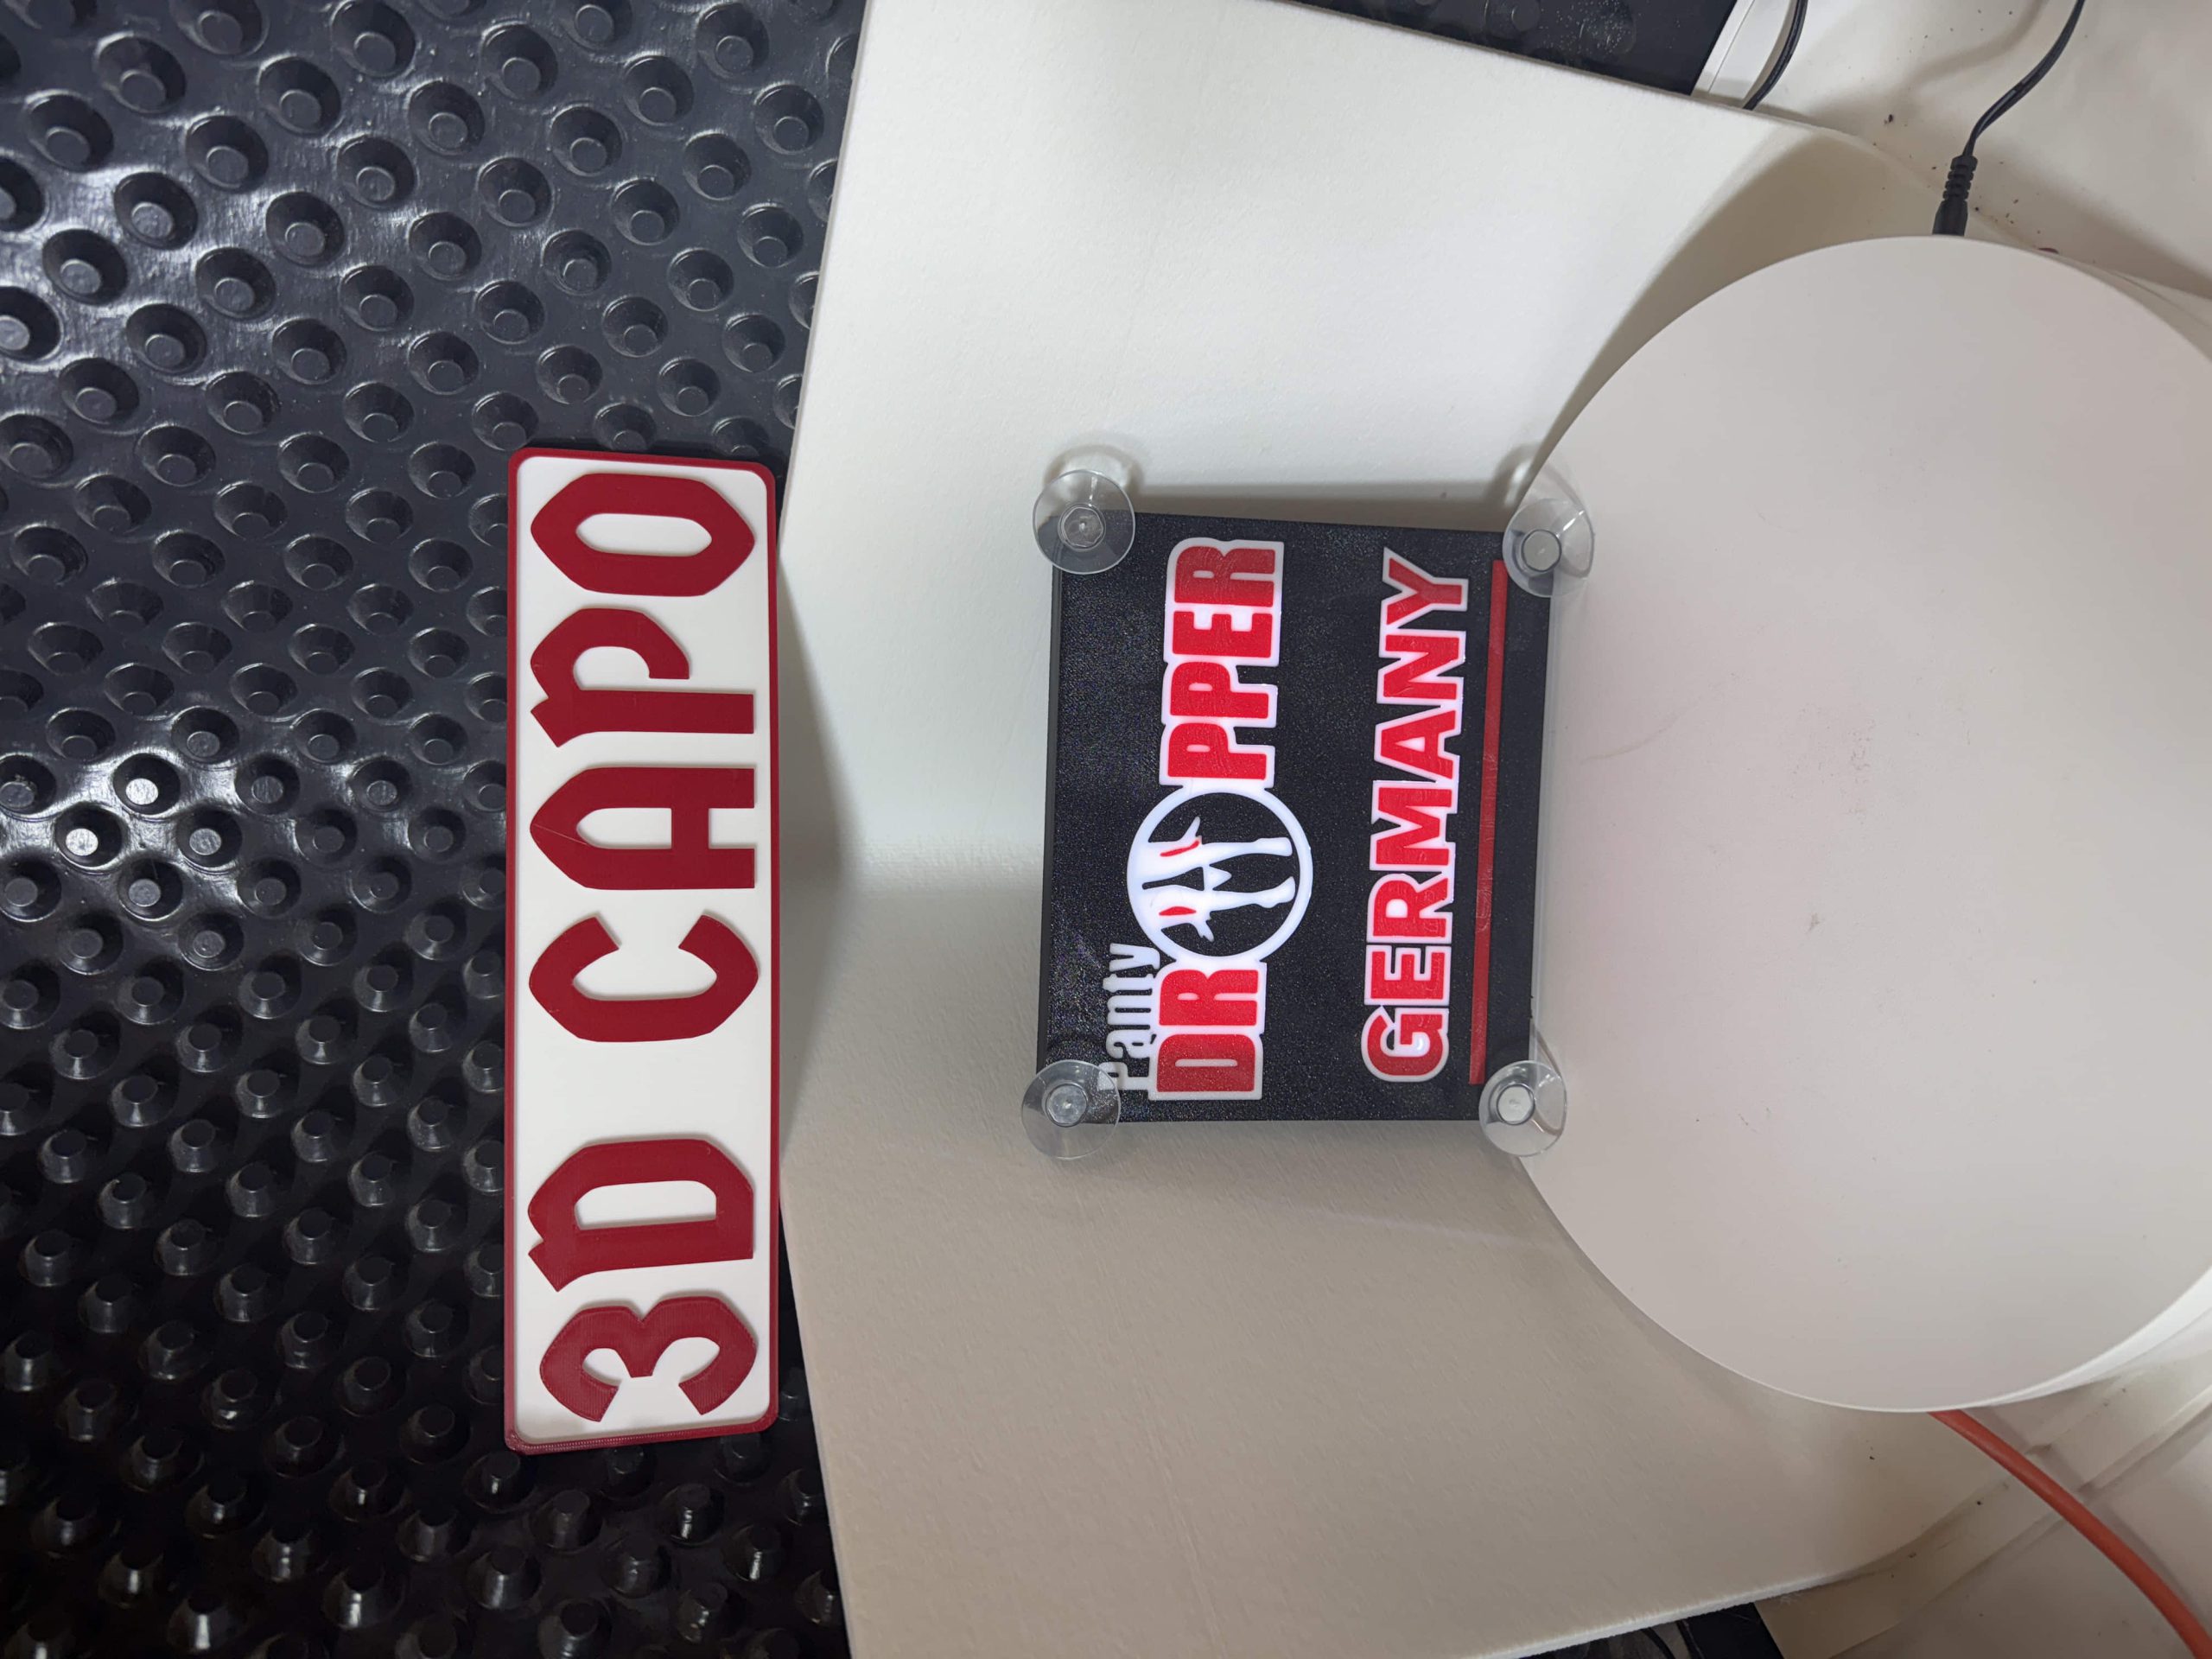 3D CAPO
Panty
DROPPER
GERMANY